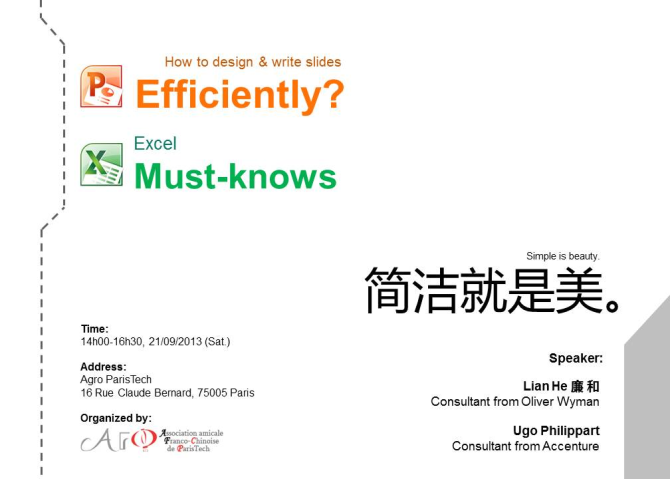 How to design & write slides
Efficiently?
Excel
Must-knows
Simple is beauty.
简洁就是美。
Time:
14h00-16h30, 21/09/2013 (Sat.)
Address:
Agro ParisTech
16 Rue Claude Bernard, 75005 Paris
Organized by:
Association amicale
Franco-Chinoise
de ParisTech
Speaker:
Lian He 廉 和
Consultant from Oliver Wyman
Ugo Philippart
Consultant from Accenture